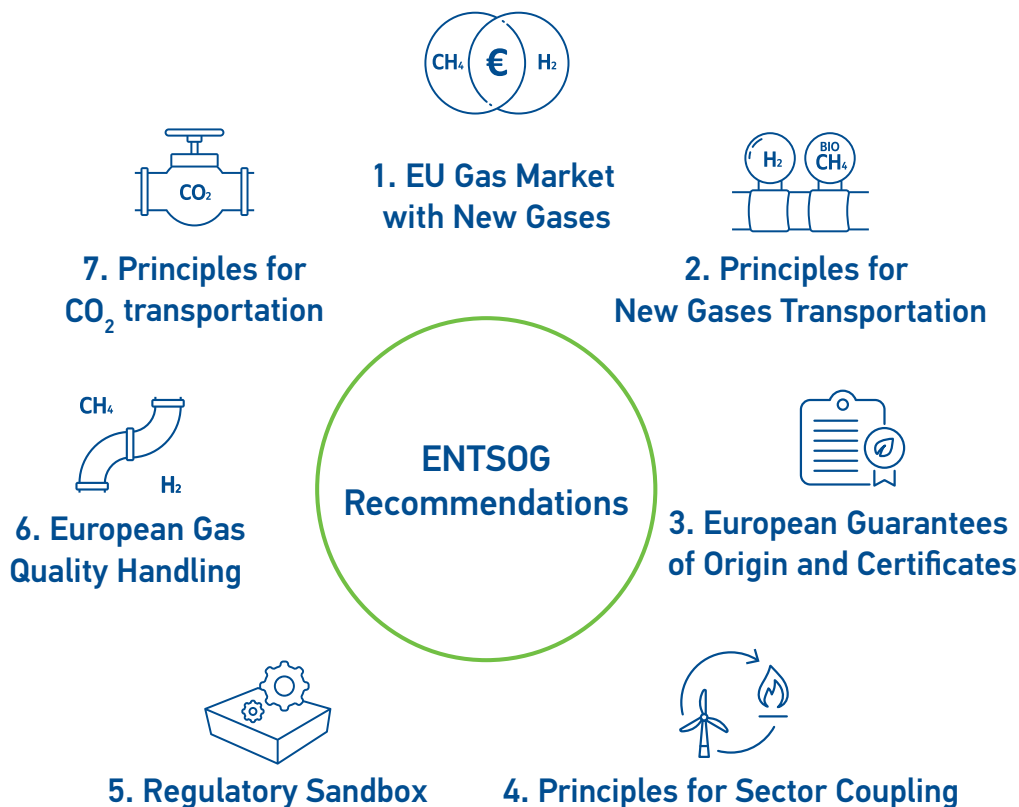 CH₄ € H₂
1. EU Gas Market
with New Gases
H₂
BIO
CH₄
2. Principles for
New Gases Transportation
3. European Guarantees
of Origin and Certificates
4. Principles for Sector Coupling
5. Regulatory Sandbox
CH₄
H₂
6. European Gas
Quality Handling
CO₂
7. Principles for
CO₂ transportation
ENTSOG
Recommendations